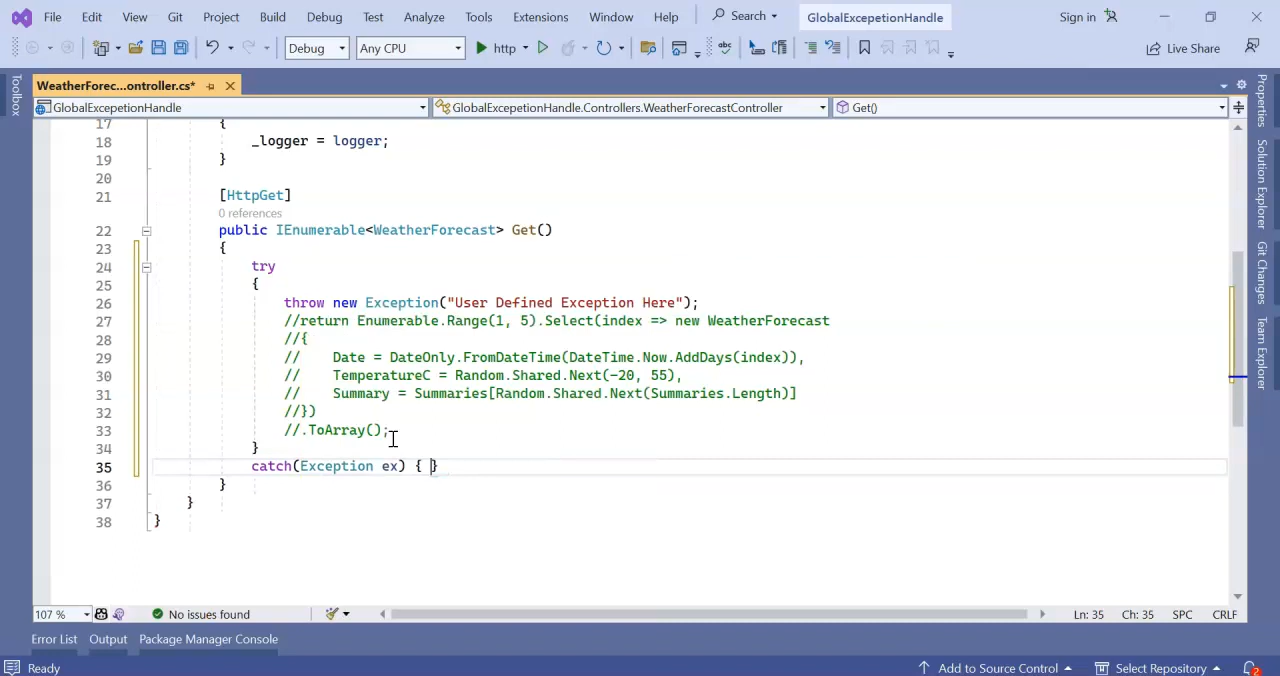 File Edit View Git Project Build Debug Test Analyze Tools Extensions Window Help Search GlobalExcepetionHandle Sign in
Debug Any CPU http Live Share
WeatherForec...ontroller.cs*
GlobalExcepetionHandle GlobalExcepetionHandle.Controllers.WeatherForecastController Get()
Toolbox
Properties
Solution Explorer
Git Changes
Team Explorer
17 {
18 _logger = logger;
19 }
20
21 [HttpGet]
0 references
22 public IEnumerable<WeatherForecast> Get()
23 {
24 try
25 {
26 throw new Exception("User Defined Exception Here");
27 //return Enumerable.Range(1, 5).Select(index => new WeatherForecast
28 //{
29 // Date = DateOnly.FromDateTime(DateTime.Now.AddDays(index)),
30 // TemperatureC = Random.Shared.Next(-20, 55),
31 // Summary = Summaries[Random.Shared.Next(Summaries.Length)]
32 //})
33 //.ToArray();
34 }
35 catch(Exception ex) { }
36 }
37 }
38 }
107 % No issues found Ln: 35 Ch: 35 SPC CRLF
Error List Output Package Manager Console
Ready Add to Source Control Select Repository 2